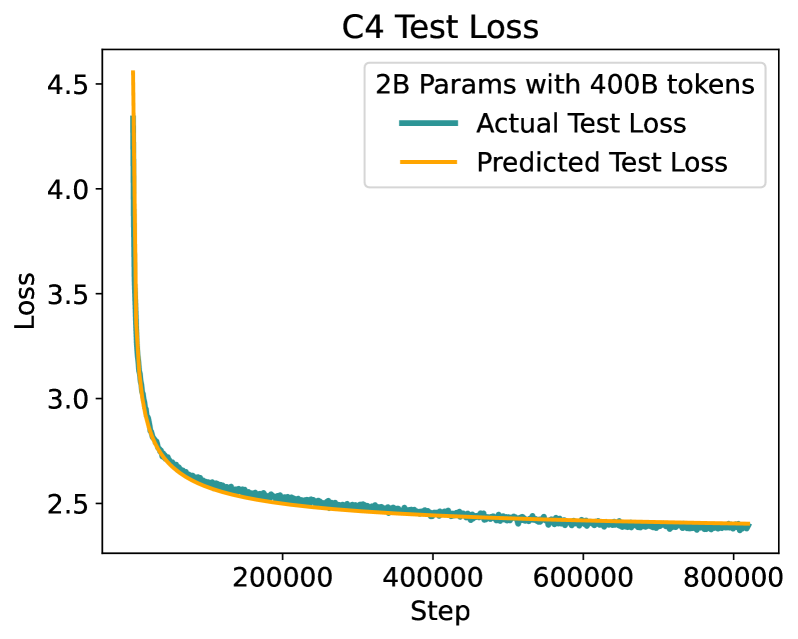 C4 Test Loss
2B Params with 400B tokens
Actual Test Loss
Predicted Test Loss
4.5
4.0
3.5
3.0
2.5
Loss
200000 400000 600000 800000
Step